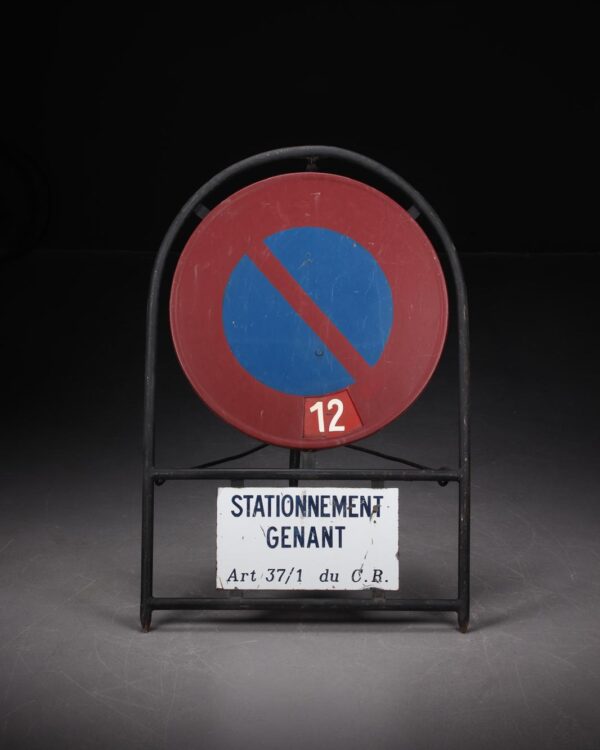 12
STATIONNEMENT
GENANT
Art 37/1 du C.R.